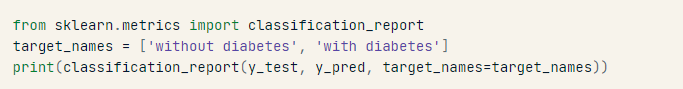 from sklearn.metrics import classification_report
target_names = ['without diabetes', 'with diabetes']
print(classification_report(y_test, y_pred, target_names=target_names))